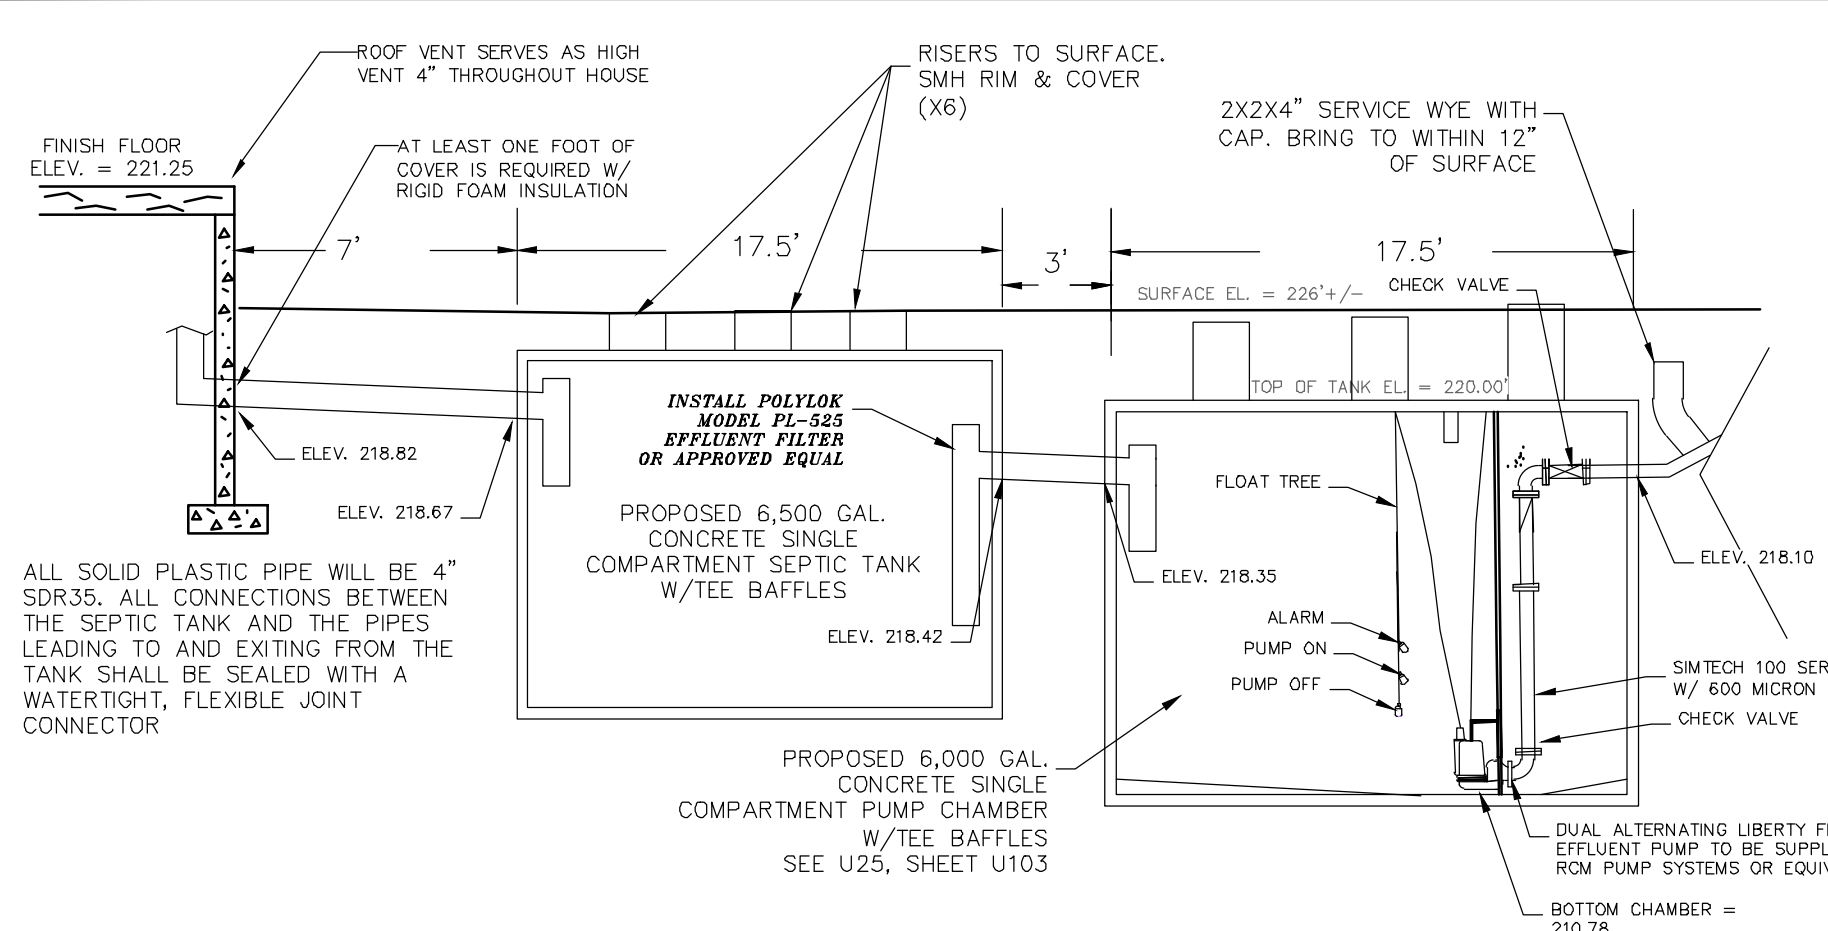 ROOF VENT SERVES AS HIGH
VENT 4" THROUGHOUT HOUSE
RISERS TO SURFACE.
SMH RIM & COVER
(X6)
2X2X4" SERVICE WYE WITH
CAP. BRING TO WITHIN 12"
OF SURFACE
FINISH FLOOR
ELEV. = 221.25
AT LEAST ONE FOOT OF
COVER IS REQUIRED W/
RIGID FOAM INSULATION
7'
17.5'
3'
17.5'
SURFACE EL. = 226'+/-
CHECK VALVE
TOP OF TANK EL. = 220.00'
INSTALL POLYLOK
MODEL PL-525
EFFLUENT FILTER
OR APPROVED EQUAL
ELEV. 218.82
ELEV. 218.67
PROPOSED 6,500 GAL.
CONCRETE SINGLE
COMPARTMENT SEPTIC TANK
W/TEE BAFFLES
FLOAT TREE
ELEV. 218.10
ELEV. 218.35
ALL SOLID PLASTIC PIPE WILL BE 4"
SDR35. ALL CONNECTIONS BETWEEN
THE SEPTIC TANK AND THE PIPES
LEADING TO AND EXITING FROM THE
TANK SHALL BE SEALED WITH A
WATERTIGHT, FLEXIBLE JOINT
CONNECTOR
ELEV. 218.42
ALARM
PUMP ON
PUMP OFF
SIMTECH 100 SER
W/ 600 MICRON
CHECK VALVE
PROPOSED 6,000 GAL.
CONCRETE SINGLE
COMPARTMENT PUMP CHAMBER
W/TEE BAFFLES
SEE U25, SHEET U103
DUAL ALTERNATING LIBERTY
EFFLUENT PUMP TO BE SUPPL
RCM PUMP SYSTEMS OR EQUIV
BOTTOM CHAMBER =
210.78